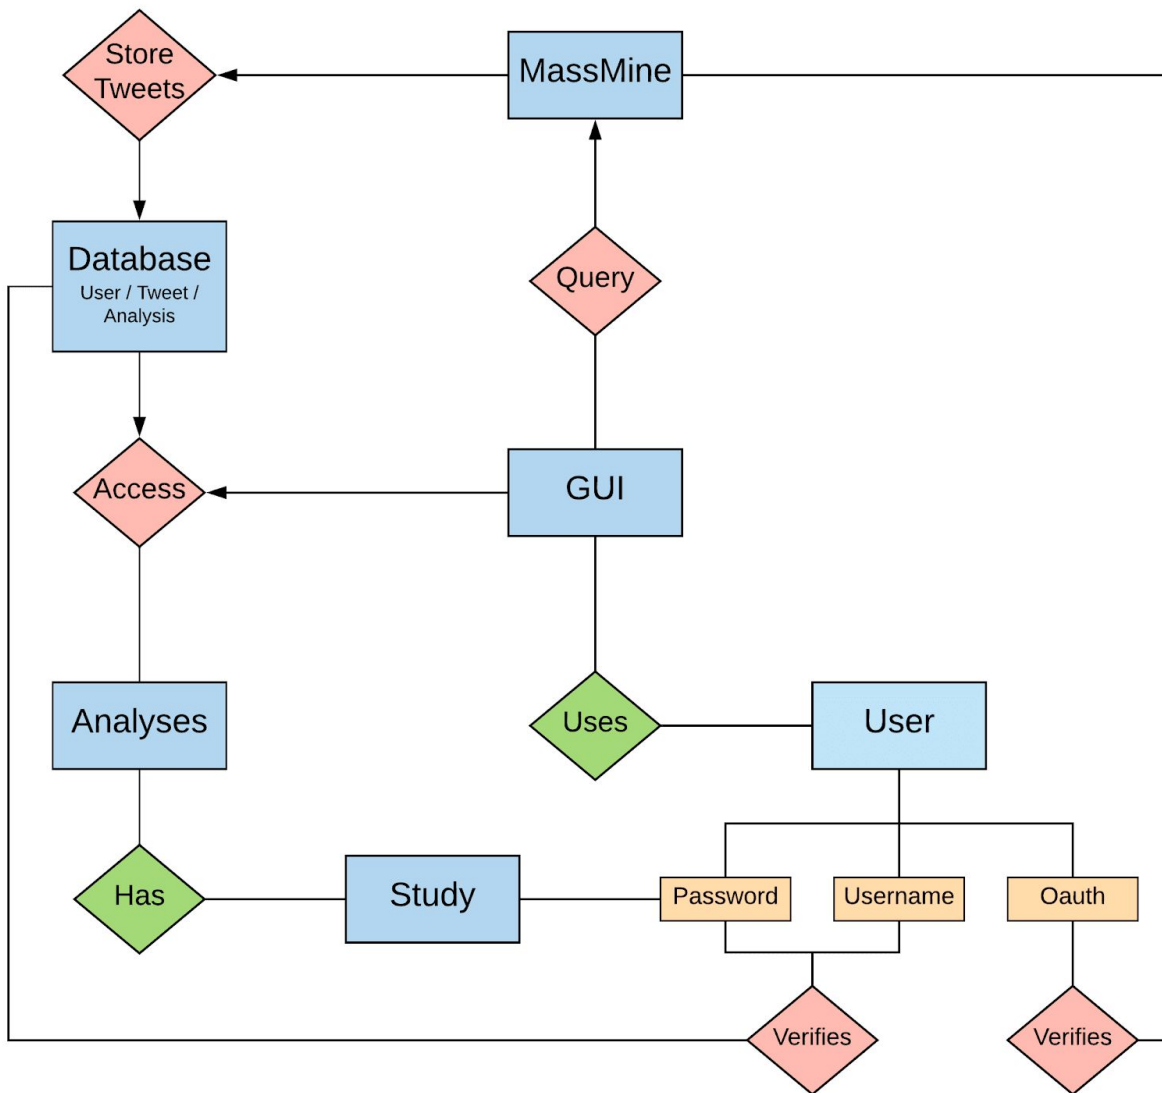 Store
Tweets
MassMine
Database
User / Tweet /
Analysis
Query
Access
GUI
Analyses
Uses
User
Has
Study
Password
Username
Oauth
Verifies
Verifies